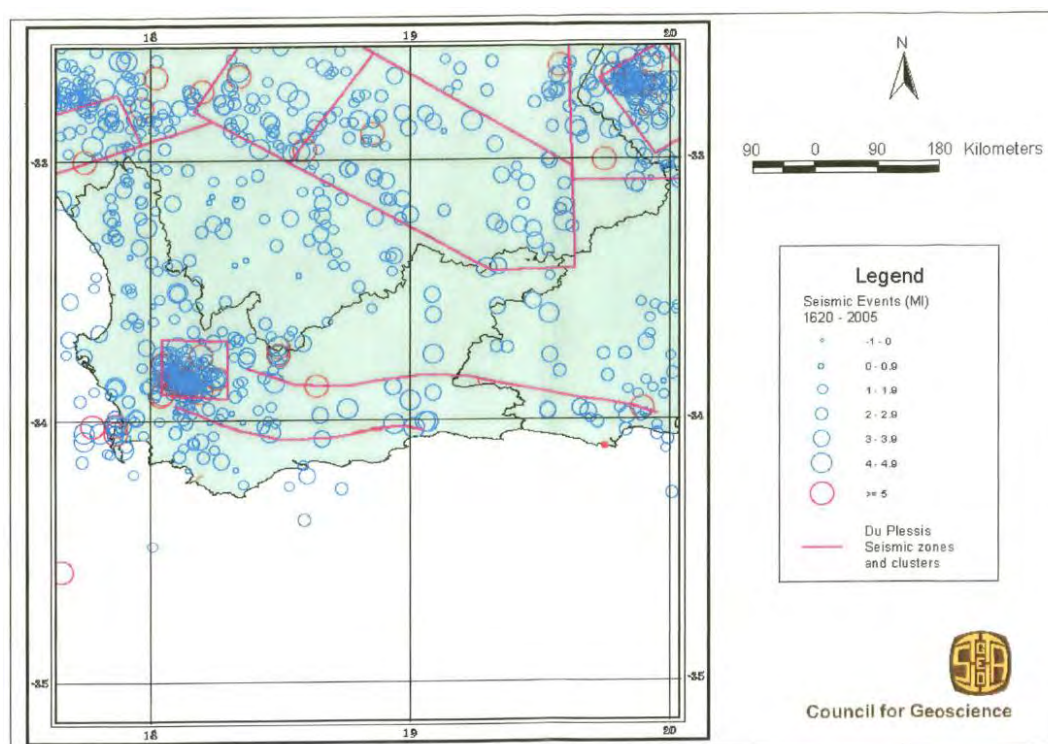 18 19 20
N
90 0 90 180 Kilometers
-33 -33
Legend
Seismic Events (Ml)
1620 - 2005
-1 - 0
0 - 0.9
1 - 1.9
2 - 2.9
3 - 3.9
4 - 4.9
>= 5
Du Plessis
Seismic zones
and clusters
-34 -34
-35 -35
18 19 20
Council for Geoscience